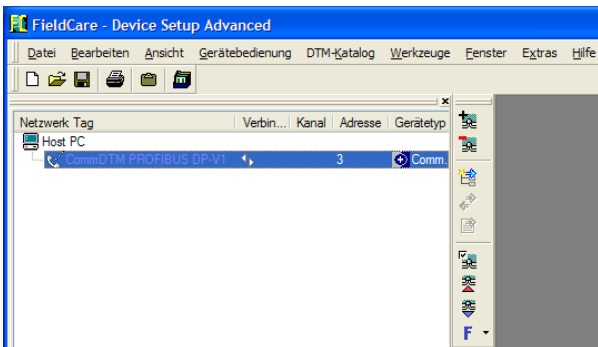 FieldCare - Device Setup Advanced
Datei Bearbeiten Ansicht Gerätebedienung DTM-Katalog Werkzeuge Fenster Extras Hilfe
Netzwerk Tag Verbin... Kanal Adresse Gerätetyp
Host PC
CommDTM PROFIBUS DP-V1 3 Comm.
F